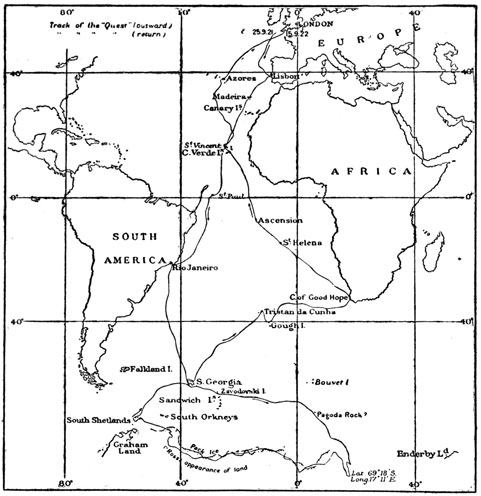 80° 40° 0° 40°
Track of the "Quest" (outward)
" " " " (return)
LONDON
25.9.21 15.9.22
EUROPE
40° 40°
Azores
Lisbon
Madeira
Canary Is
St Vincent
C. Verde Is
AFRICA
0° 0°
St Paul
Ascension
SOUTH
AMERICA
St Helena
Rio Janeiro
C. of Good Hope
Tristan da Cunha
40° 40°
Gough I.
Falkland I.
S. Georgia
Bouvet I
Zavodovski I.
Sandwich Is
South Shetlands
South Orkneys
Pagoda Rock?
Graham
Land
Pack Ice
Ross appearance of land
Enderby Ld
Lat. 69° 18' S.
Long. 17° 11' E.
80° 40° 0° 40°